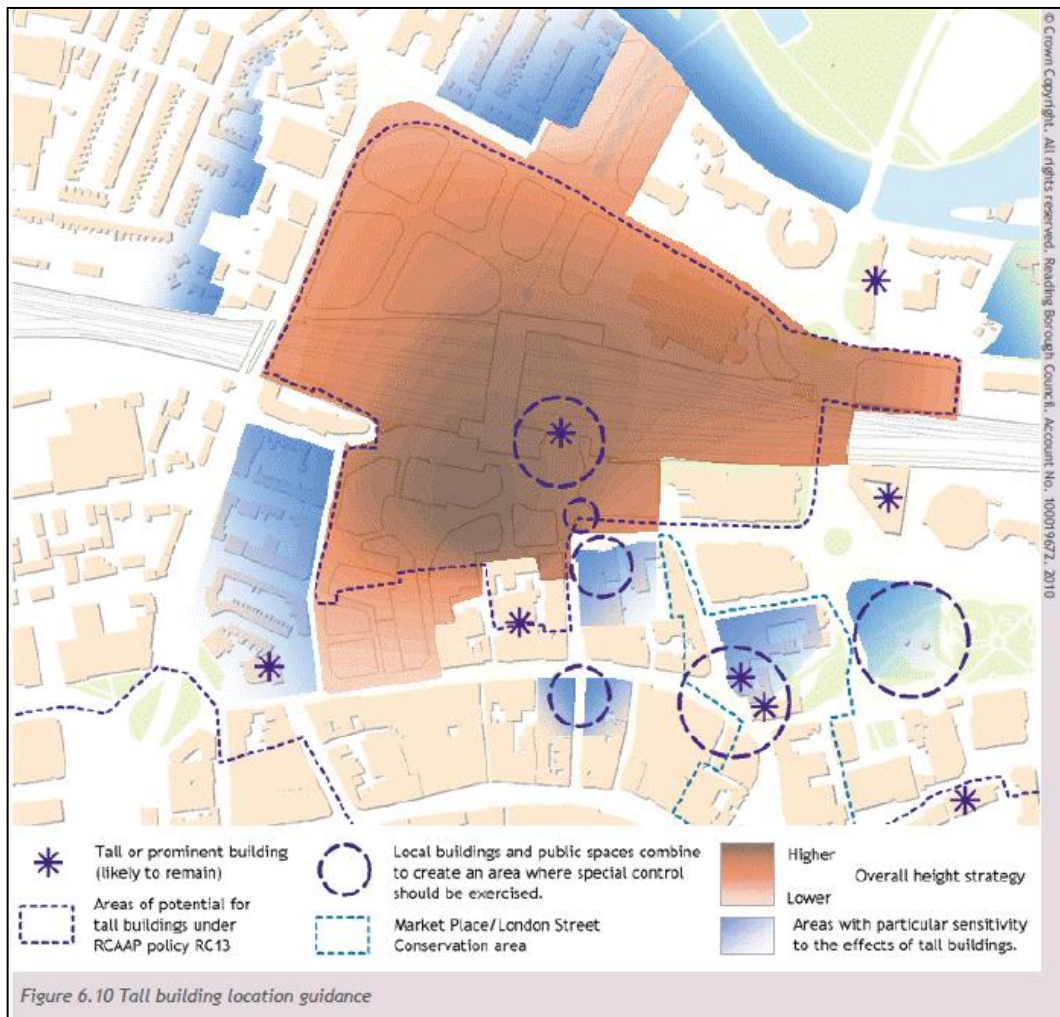 © Crown Copyright. All rights reserved. Reading Borough Council. Account No. 100019672. 2010
Tall or prominent building
(likely to remain)
Areas of potential for
tall buildings under
RCAAP policy RC13
Local buildings and public spaces combine
to create an area where special control
should be exercised.
Market Place/London Street
Conservation area
Higher
Overall height strategy
Lower
Areas with particular sensitivity
to the effects of tall buildings.
Figure 6.10 Tall building location guidance